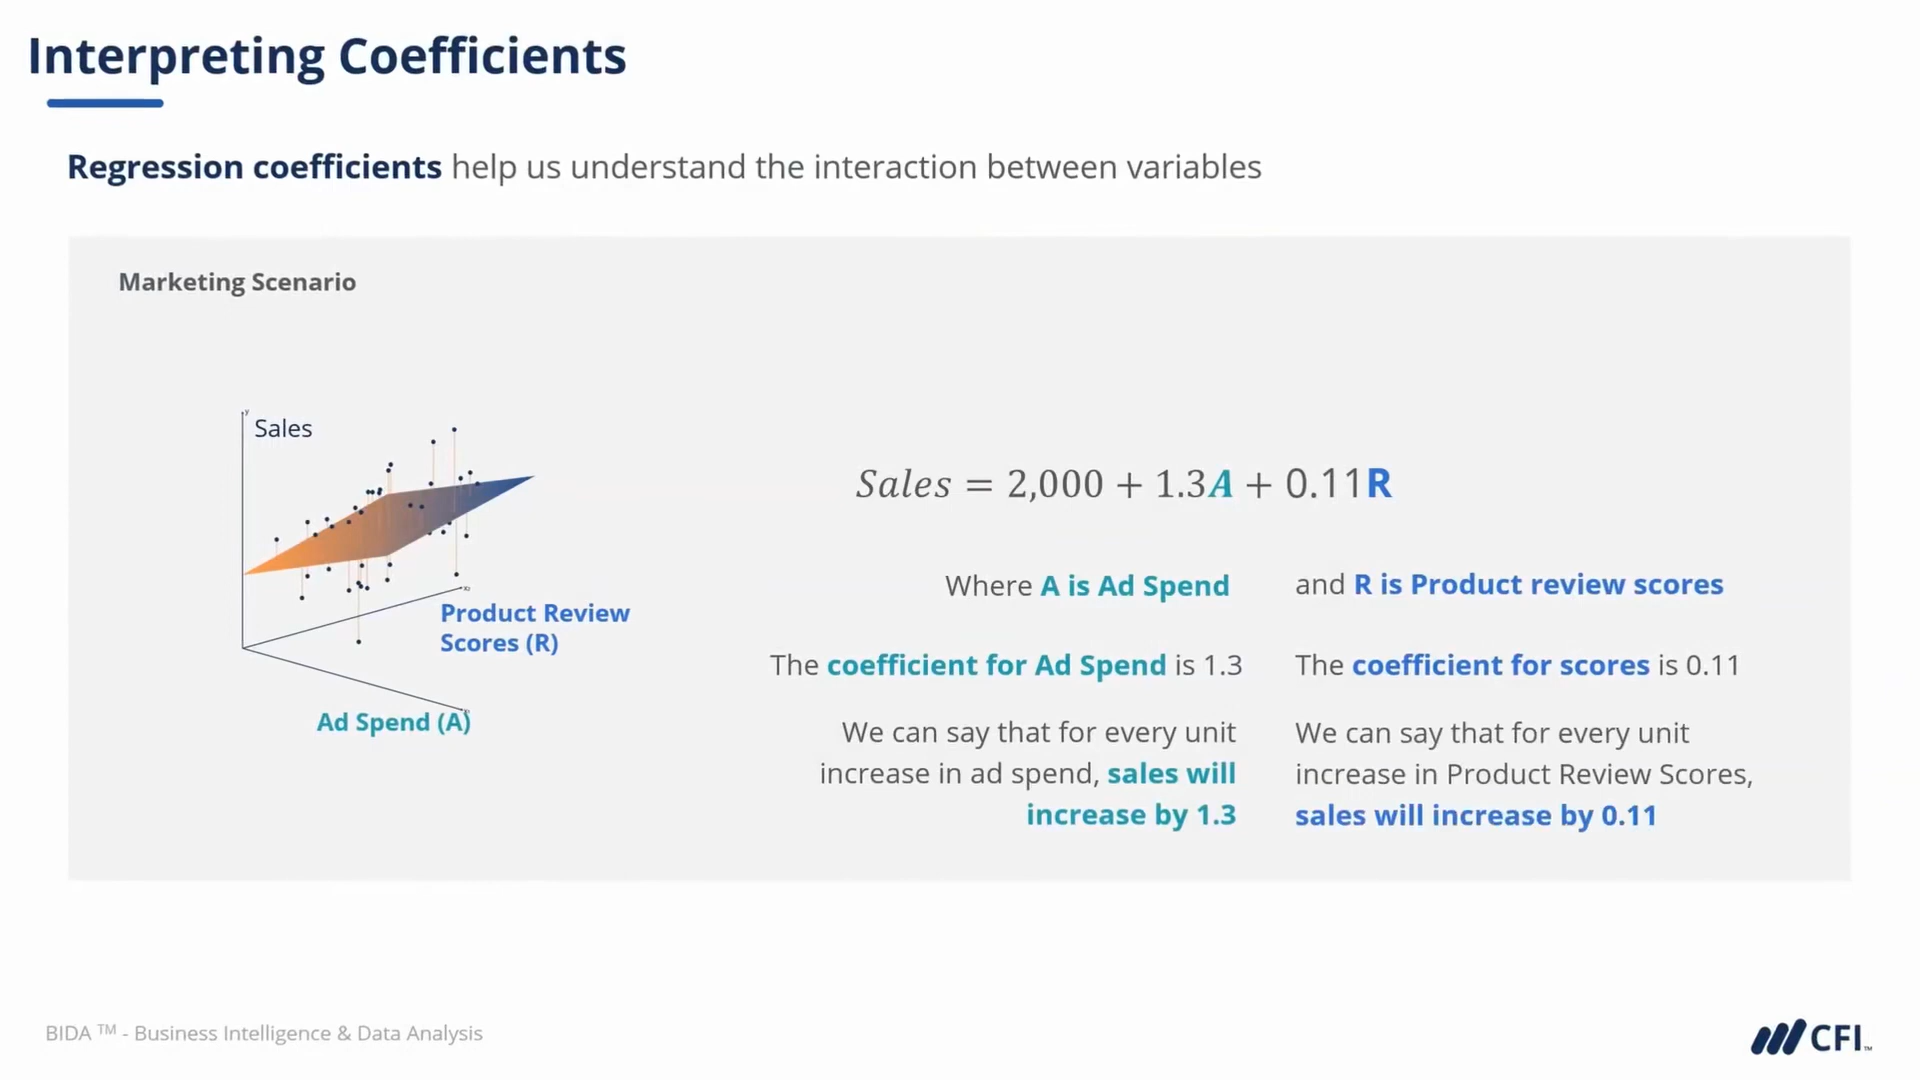 Interpreting Coefficients
Regression coefficients help us understand the interaction between variables
Marketing Scenario
y
Sales
x₂
Product Review
Scores (R)
x₁
Ad Spend (A)
Sales = 2,000 + 1.3A + 0.11R
Where A is Ad Spend
The coefficient for Ad Spend is 1.3
We can say that for every unit
increase in ad spend, sales will
increase by 1.3
and R is Product review scores
The coefficient for scores is 0.11
We can say that for every unit
increase in Product Review Scores,
sales will increase by 0.11
BIDA ™ - Business Intelligence & Data Analysis
CFI™